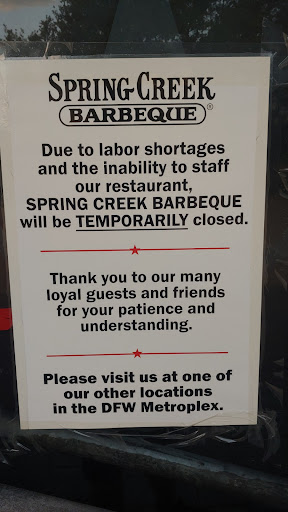 SPRING CREEK
BARBEQUE®
Due to labor shortages
and the inability to staff
our restaurant,
SPRING CREEK BARBEQUE
will be TEMPORARILY closed.
Thank you to our many
loyal guests and friends
for your patience and
understanding.
Please visit us at one of
our other locations
in the DFW Metroplex.